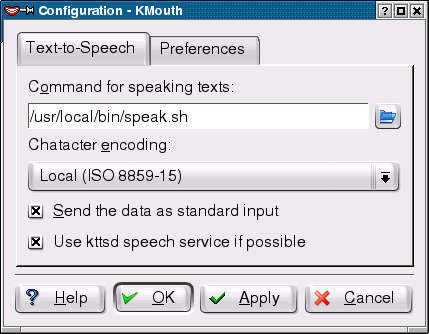 Configuration - KMouth
Text-to-Speech Preferences
Command for speaking texts:
/usr/local/bin/speak.sh
Chatacter encoding:
Local (ISO 8859-15)
Send the data as standard input
Use kttsd speech service if possible
Help OK Apply Cancel